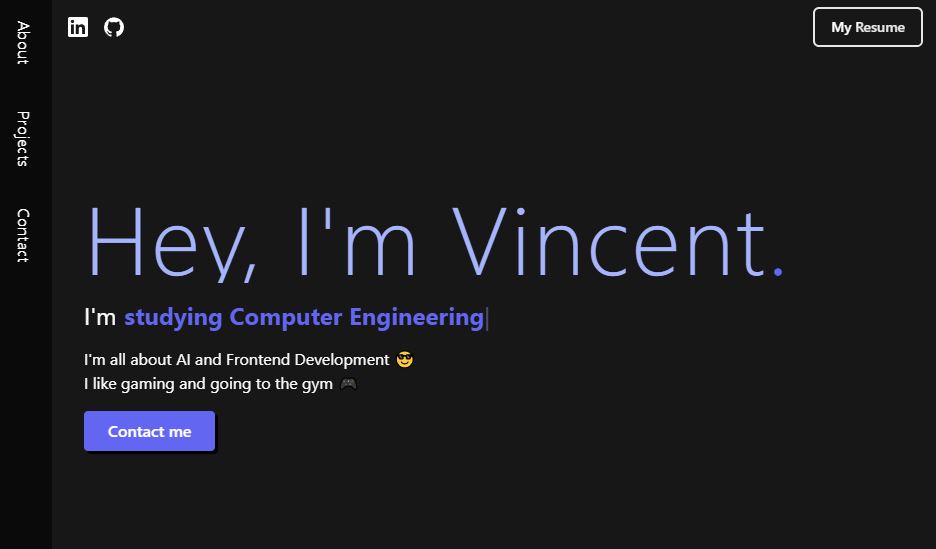 About
Projects
Contact
in
My Resume
Hey, I'm Vincent.
I'm studying Computer Engineering|
I'm all about AI and Frontend Development 😎
I like gaming and going to the gym 🎮
Contact me